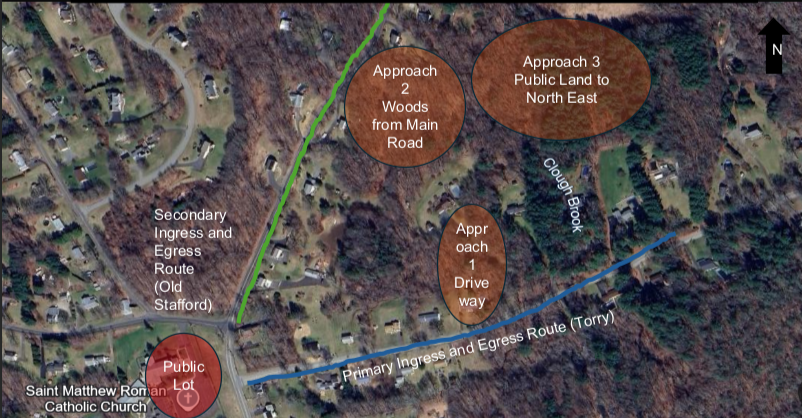 Approach
2
Woods
from Main
Road
Approach 3
Public Land to
North East
N
Clough Brook
Secondary
Ingress and
Egress
Route
(Old
Stafford)
Appr
oach
1
Drive
way
Primary Ingress and Egress Route (Torry)
Public
Lot
Saint Matthew Roman
Catholic Church